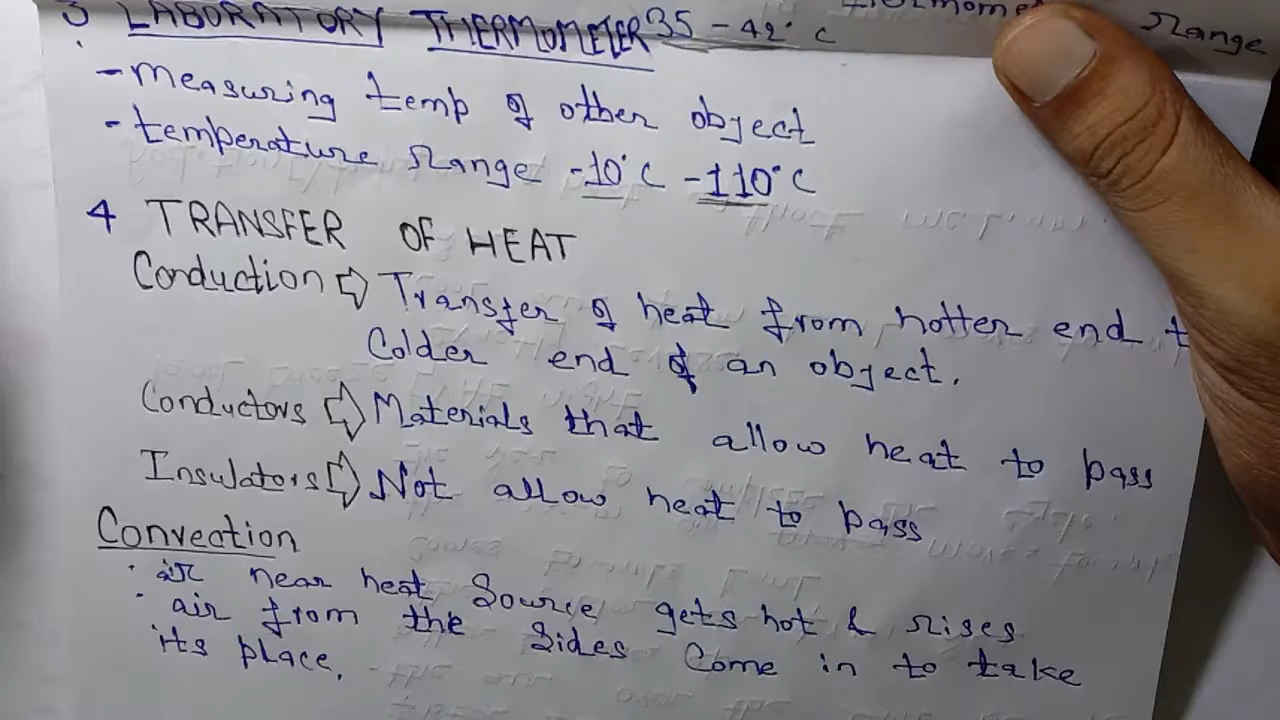 3 LABORATORY THERMOMETER 35 - 42° C
Range
- measuring temp of other object
- temperature range -10°C - 110°C
4 TRANSFER OF HEAT
Conduction ⇨ Transfer of heat from hotter end t
Colder end of an object.
Conductors ⇨ Materials that allow heat to pass
Insulators ⇨ Not allow heat to pass
Convection
· air near heat source gets hot & rises
· air from the sides come in to take
its place.